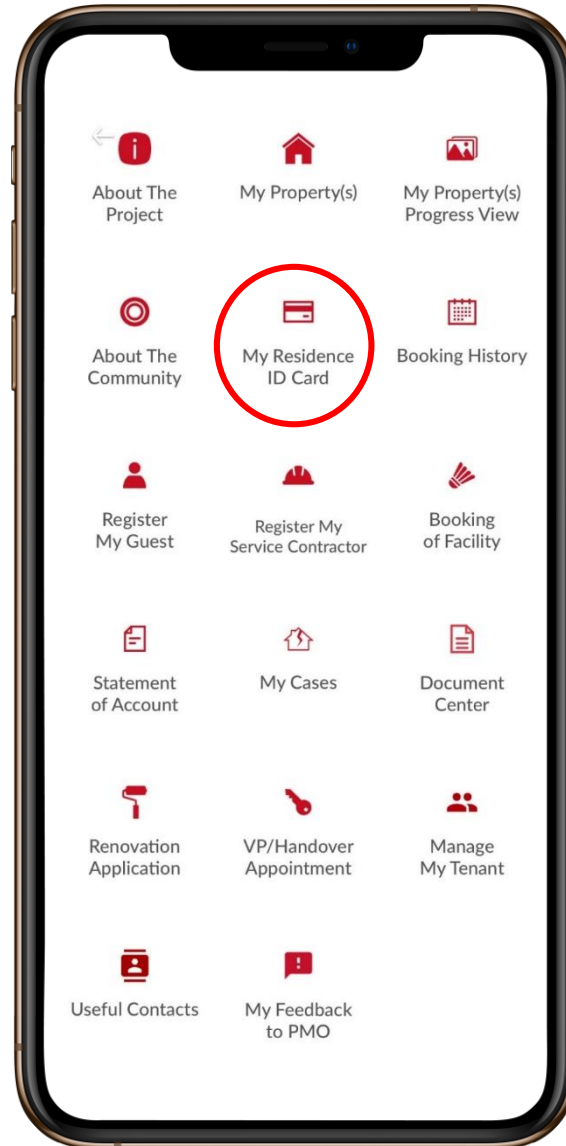 About The
Project
My Property(s)
My Property(s)
Progress View
About The
Community
My Residence
ID Card
Booking History
Register
My Guest
Register My
Service Contractor
Booking
of Facility
Statement
of Account
My Cases
Document
Center
Renovation
Application
VP/Handover
Appointment
Manage
My Tenant
Useful Contacts
My Feedback
to PMO